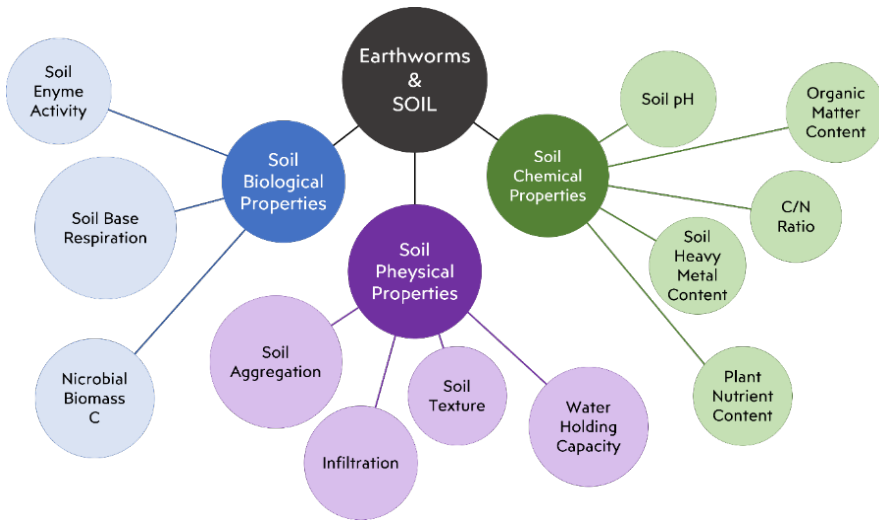 Earthworms
&
SOIL
Soil
Biological
Properties
Soil
Enyme
Activity
Soil Base
Respiration
Nicrobial
Biomass
C
Soil
Pheysical
Properties
Soil
Aggregation
Infiltration
Soil
Texture
Water
Holding
Capacity
Soil
Chemical
Properties
Soil pH
Organic
Matter
Content
C/N
Ratio
Soil
Heavy
Metal
Content
Plant
Nutrient
Content